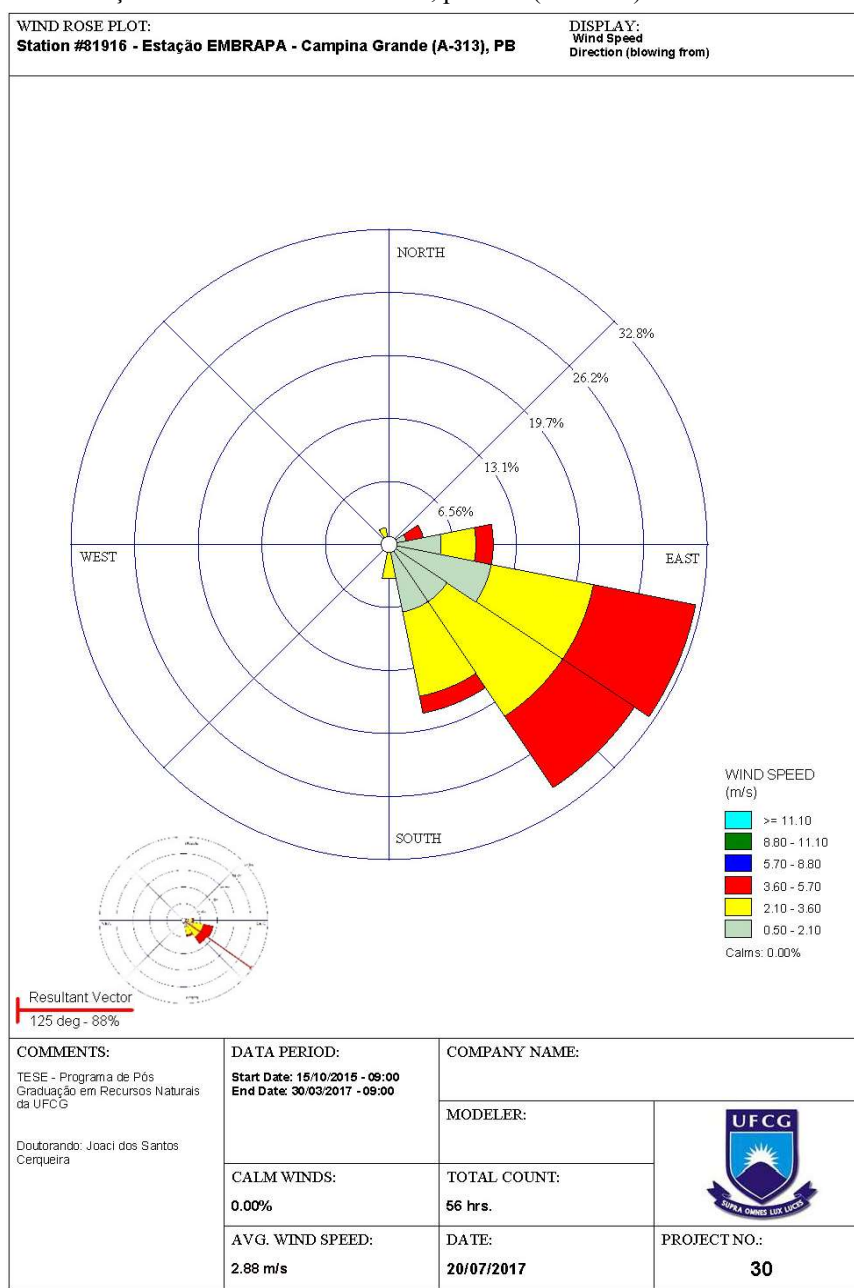 WIND ROSE PLOT:
Station #81916 - Estação EMBRAPA - Campina Grande (A-313), PB
DISPLAY:
Wind Speed
Direction (blowing from)
NORTH
32.8%
26.2%
19.7%
13.1%
6.56%
WEST
EAST
SOUTH
WIND SPEED
(m/s)
>= 11.10
8.80 - 11.10
5.70 - 8.80
3.60 - 5.70
2.10 - 3.60
0.50 - 2.10
Calms: 0.00%
Resultant Vector
125 deg - 88%
COMMENTS:
TESE - Programa de Pós
Graduação em Recursos Naturais
da UFCG
Doutorando: Joaci dos Santos
Cerqueira
DATA PERIOD:
Start Date: 15/10/2015 - 09:00
End Date: 30/03/2017 - 09:00
COMPANY NAME:
MODELER:
CALM WINDS:
0.00%
TOTAL COUNT:
56 hrs.
UFCG
SUPRA OMNES LUX LUCES
AVG. WIND SPEED:
2.88 m/s
DATE:
20/07/2017
PROJECT NO.:
30